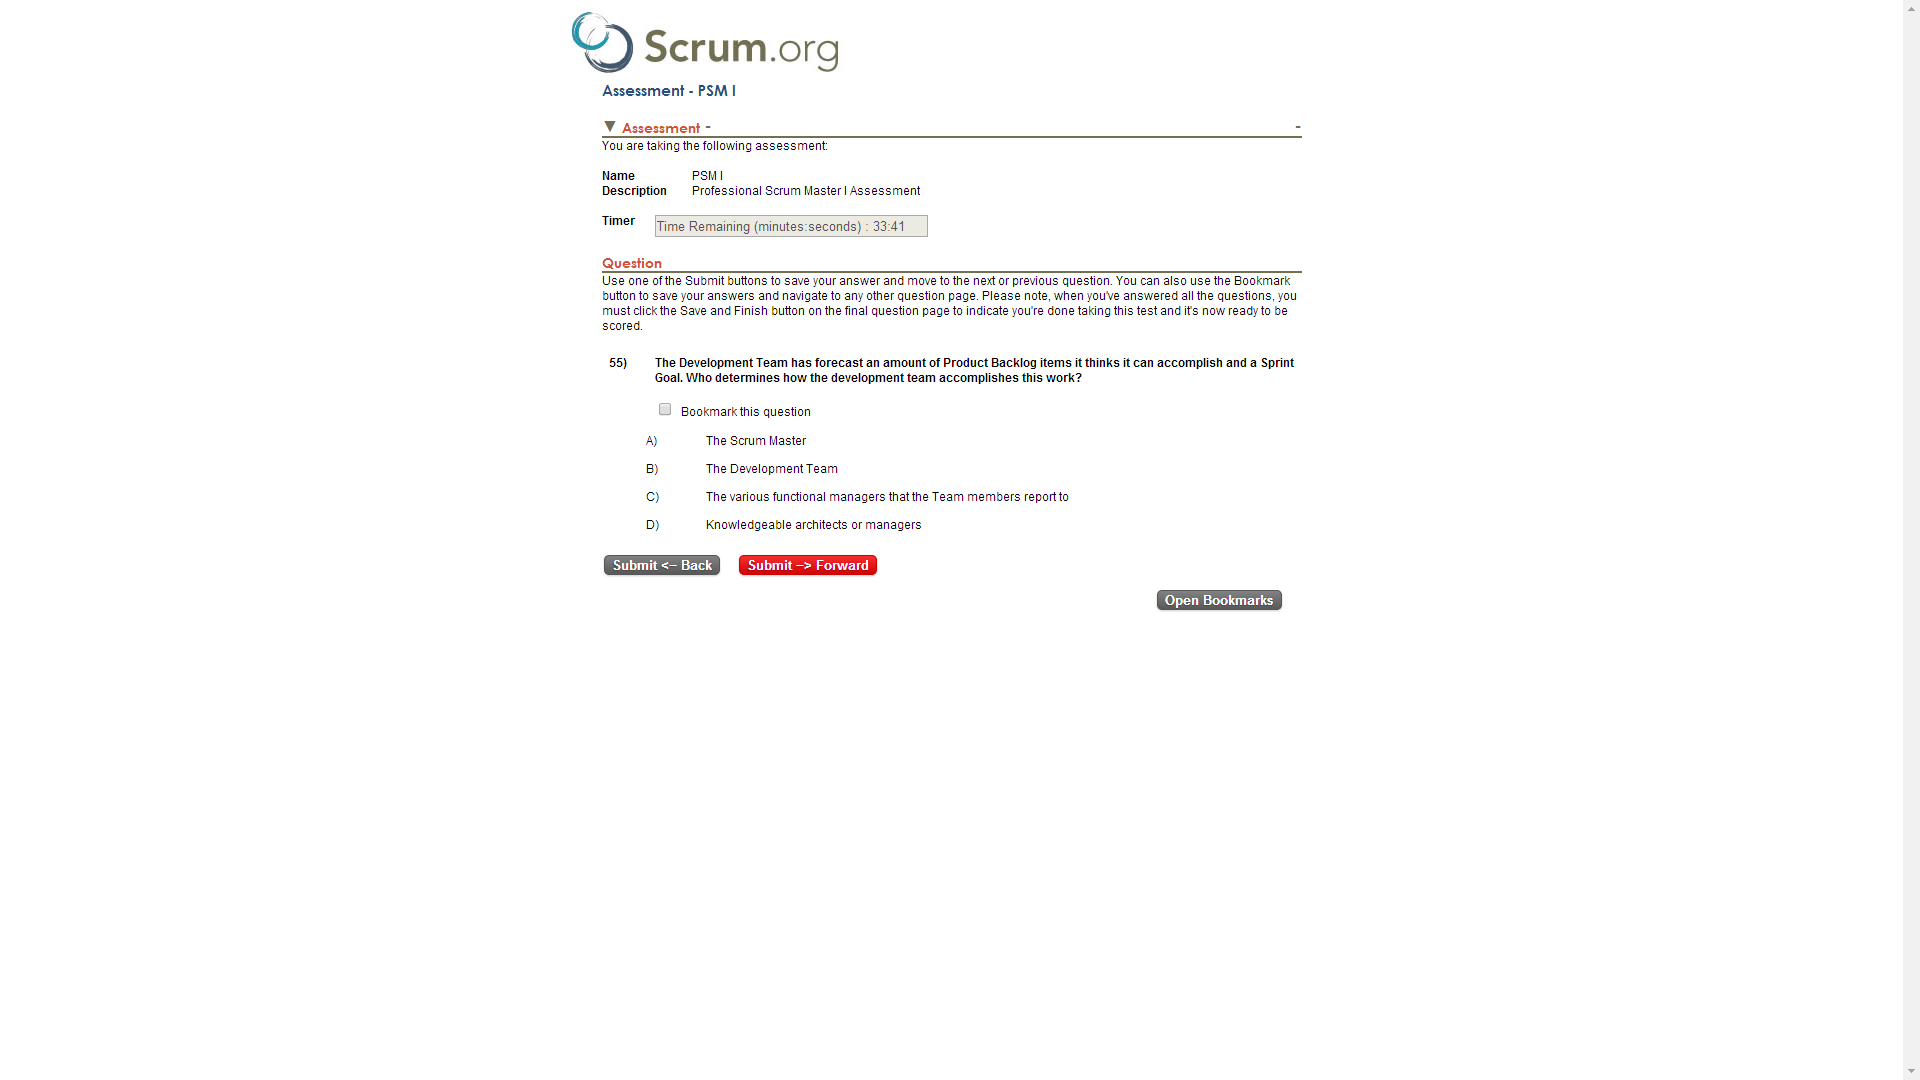 Scrum.org
Assessment - PSM I
▼ Assessment - -
You are taking the following assessment:
Name PSM I
Description Professional Scrum Master I Assessment
Timer Time Remaining (minutes:seconds) : 33:41
Question
Use one of the Submit buttons to save your answer and move to the next or previous question. You can also use the Bookmark
button to save your answers and navigate to any other question page. Please note, when you've answered all the questions, you
must click the Save and Finish button on the final question page to indicate you're done taking this test and it's now ready to be
scored.
55) The Development Team has forecast an amount of Product Backlog items it thinks it can accomplish and a Sprint
Goal. Who determines how the development team accomplishes this work?
Bookmark this question
A) The Scrum Master
B) The Development Team
C) The various functional managers that the Team members report to
D) Knowledgeable architects or managers
Submit <-- Back Submit --> Forward
Open Bookmarks